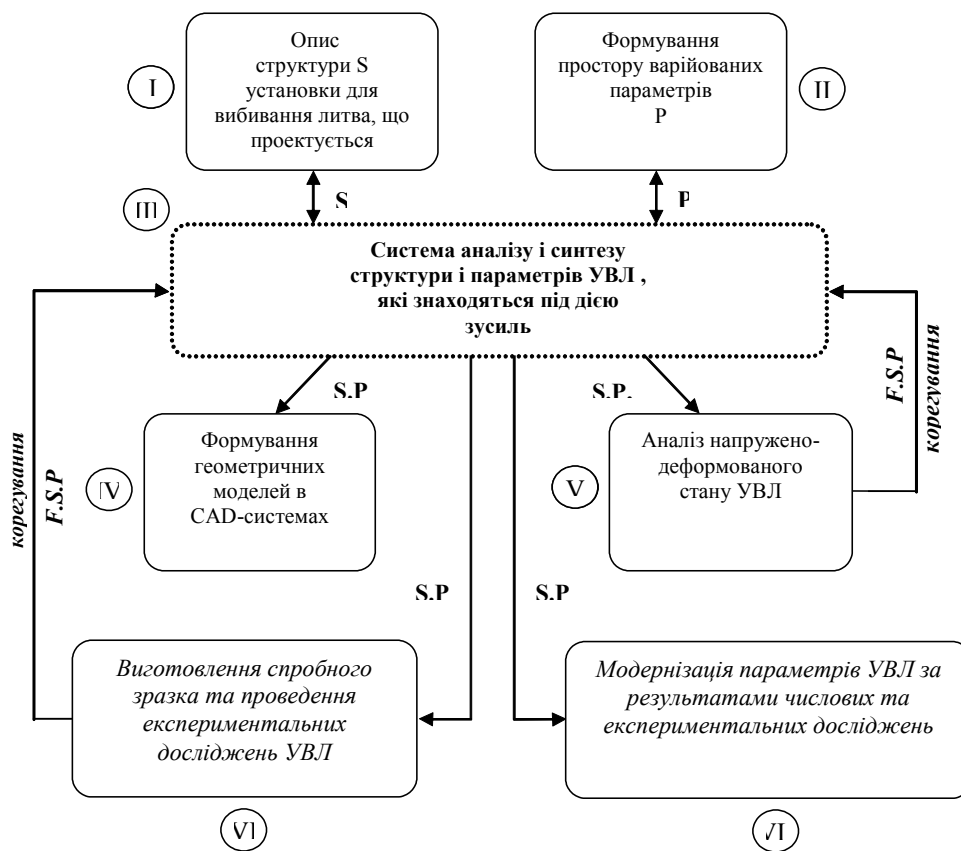 Опис
структури S
установки для
вибивання литва, що
проектується
I
Формування
простору варійованих
параметрів
P
II
S
P
III
Система аналізу і синтезу
структури і параметрів УВЛ ,
які знаходяться під дією
зусиль
корегування
F.S.P
S.P
S.P.
F.S.P
корегування
Формування
геометричних
моделей в
CAD-системах
IV
Аналіз напружено-
деформованого
стану УВЛ
V
S.P
S.P
Виготовлення спробного
зразка та проведення
експериментальних
досліджень УВЛ
VI
Модернізація параметрів УВЛ за
результатами числових та
експериментальних досліджень